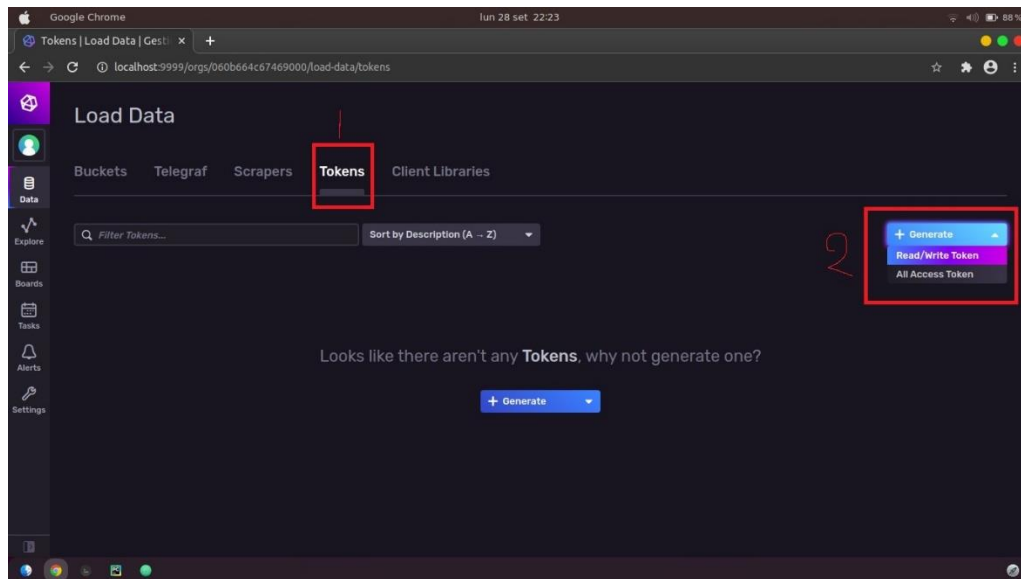 Google Chrome lun 28 set 22:23 88%
Tokens | Load Data | Gesti × +
localhost:9999/orgs/060b664c67469000/load-data/tokens
Load Data
1
Buckets Telegraf Scrapers Tokens Client Libraries
Data
Filter Tokens... Sort by Description (A → Z) + Generate
2
Explore
Read/Write Token
All Access Token
Boards
Tasks
Looks like there aren't any Tokens, why not generate one?
Alerts
+ Generate
Settings